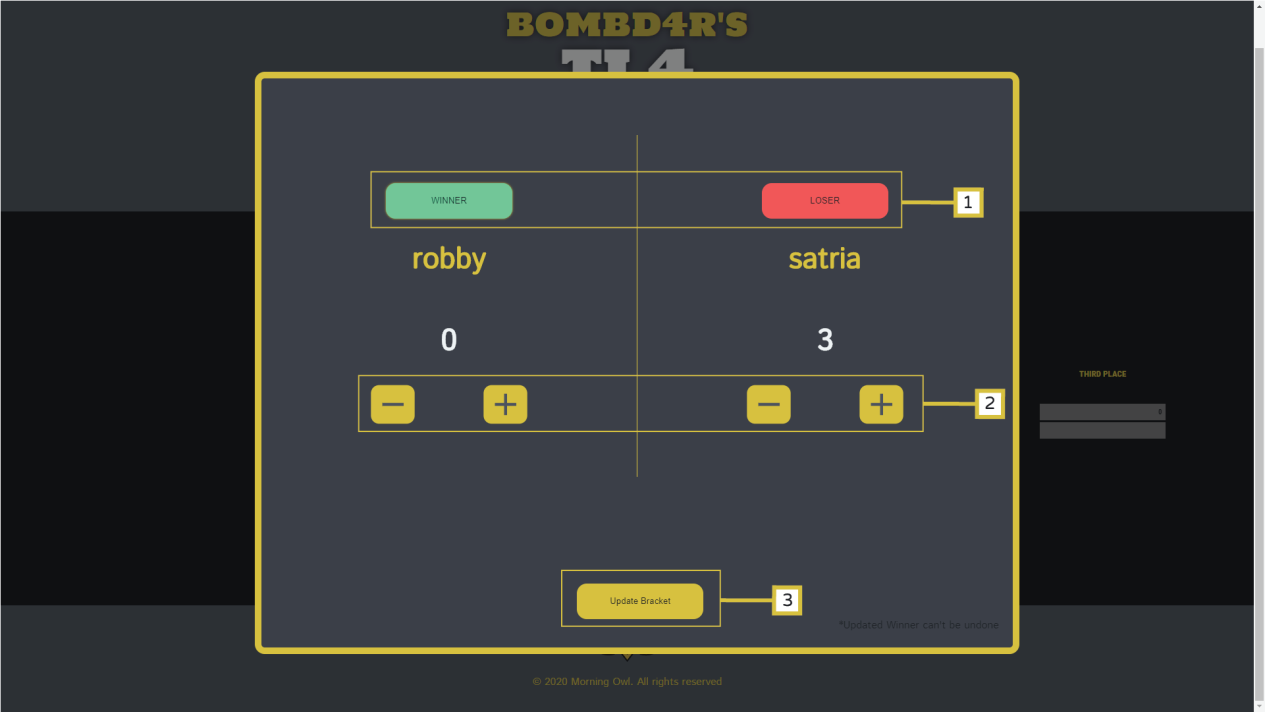 BOMBD4R'S
WINNER
LOSER
1
robby
satria
0
3
THIRD PLACE
2
0
Update Bracket
3
*Updated Winner can't be undone
© 2020 Morning Owl. All rights reserved